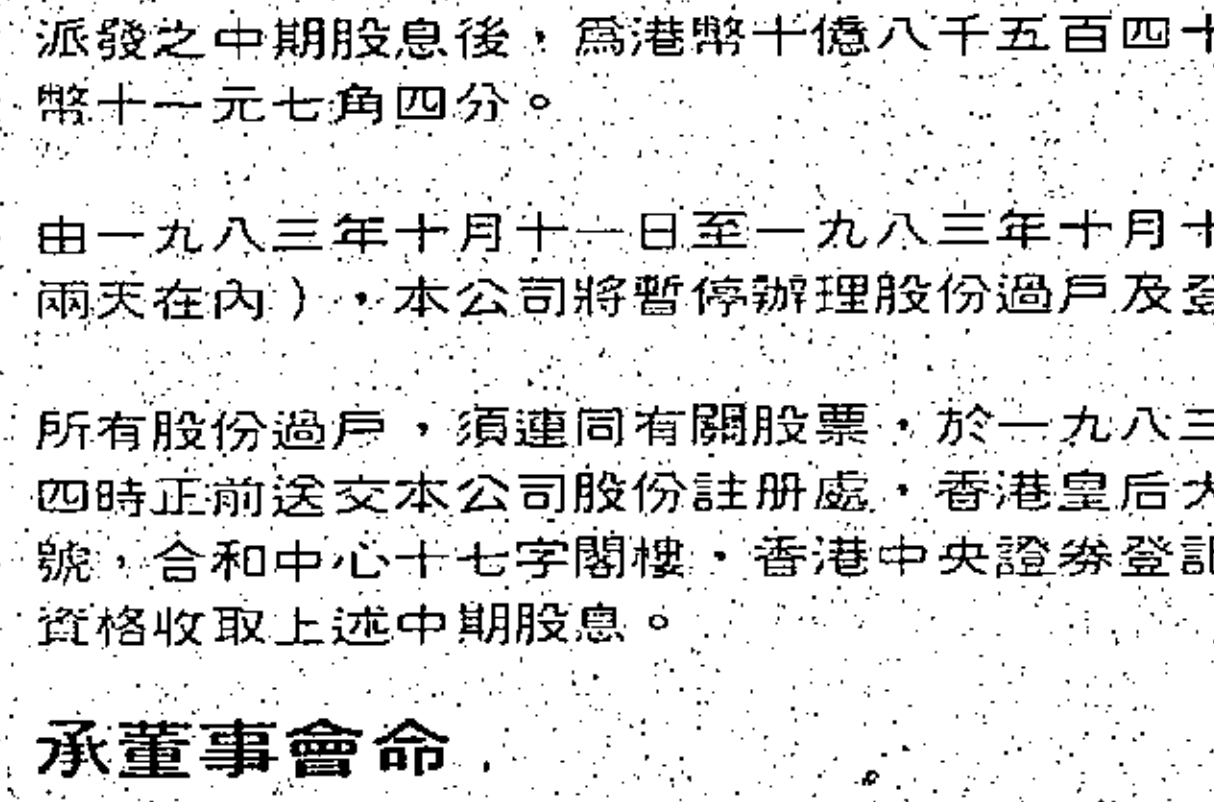 派發之中期股息後，為港幣十億八千五百四十
幣十一元七角四分。
由一九八三年十月十一日至一九八三年十月十
兩天在內），本公司將暫停辦理股份過戶及登
所有股份過戶，須連同有關股票，於一九八三
四時正前送交本公司股份註册處，香港皇后大
號，合和中心十七字閣樓，香港中央證券登記
資格收取上述中期股息。
承董事會命